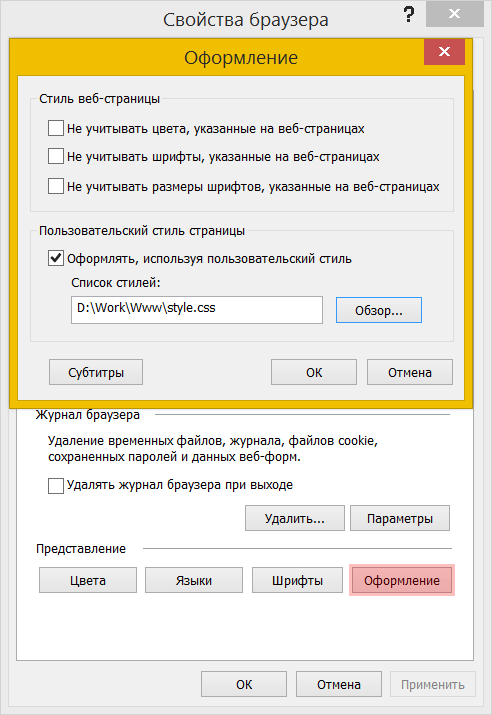 Свойства браузера ?
Оформление
Стиль веб-страницы
Не учитывать цвета, указанные на веб-страницах
Не учитывать шрифты, указанные на веб-страницах
Не учитывать размеры шрифтов, указанные на веб-страницах
Пользовательский стиль страницы
Оформлять, используя пользовательский стиль
Список стилей:
D:\Work\Www\style.css Обзор...
Субтитры ОК Отмена
Журнал браузера
Удаление временных файлов, журнала, файлов cookie,
сохраненных паролей и данных веб-форм.
Удалять журнал браузера при выходе
Удалить... Параметры
Представление
Цвета Языки Шрифты Оформление
ОК Отмена Применить